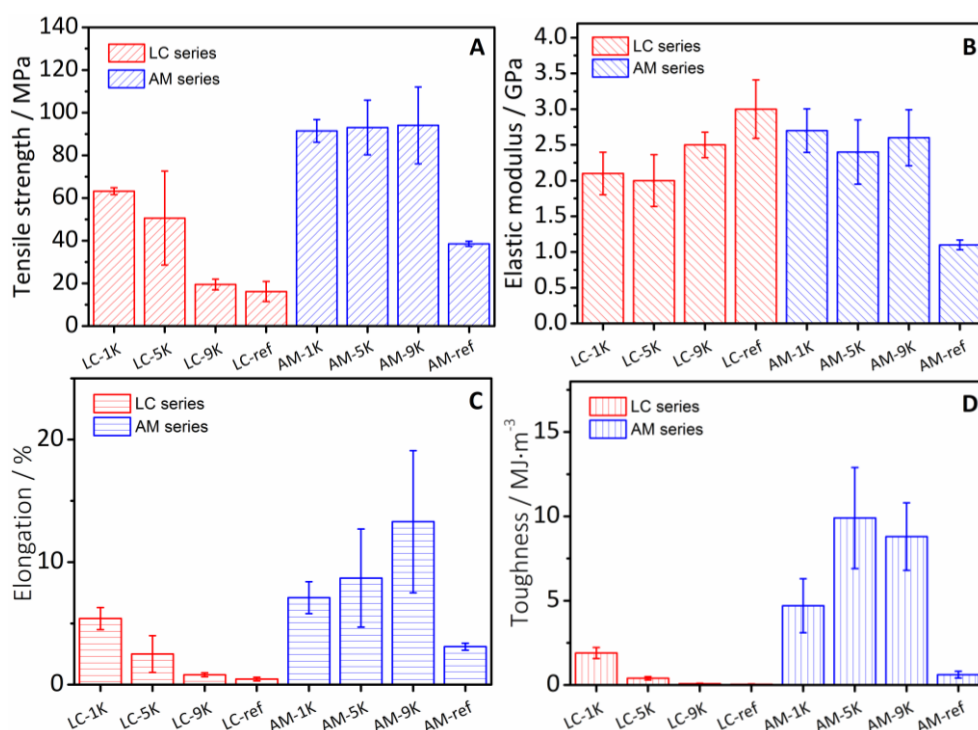 A
LC series
AM series
Tensile strength / MPa
140
120
100
80
60
40
20
0
LC-1K LC-5K LC-9K LC-ref AM-1K AM-5K AM-9K AM-ref
B
LC series
AM series
Elastic modulus / GPa
4.0
3.5
3.0
2.5
2.0
1.5
1.0
0.5
0.0
LC-1K LC-5K LC-9K LC-ref AM-1K AM-5K AM-9K AM-ref
C
LC series
AM series
Elongation / %
20
10
0
LC-1K LC-5K LC-9K LC-ref AM-1K AM-5K AM-9K AM-ref
D
LC series
AM series
Toughness / MJ·m⁻³
15
10
5
0
LC-1K LC-5K LC-9K LC-ref AM-1K AM-5K AM-9K AM-ref